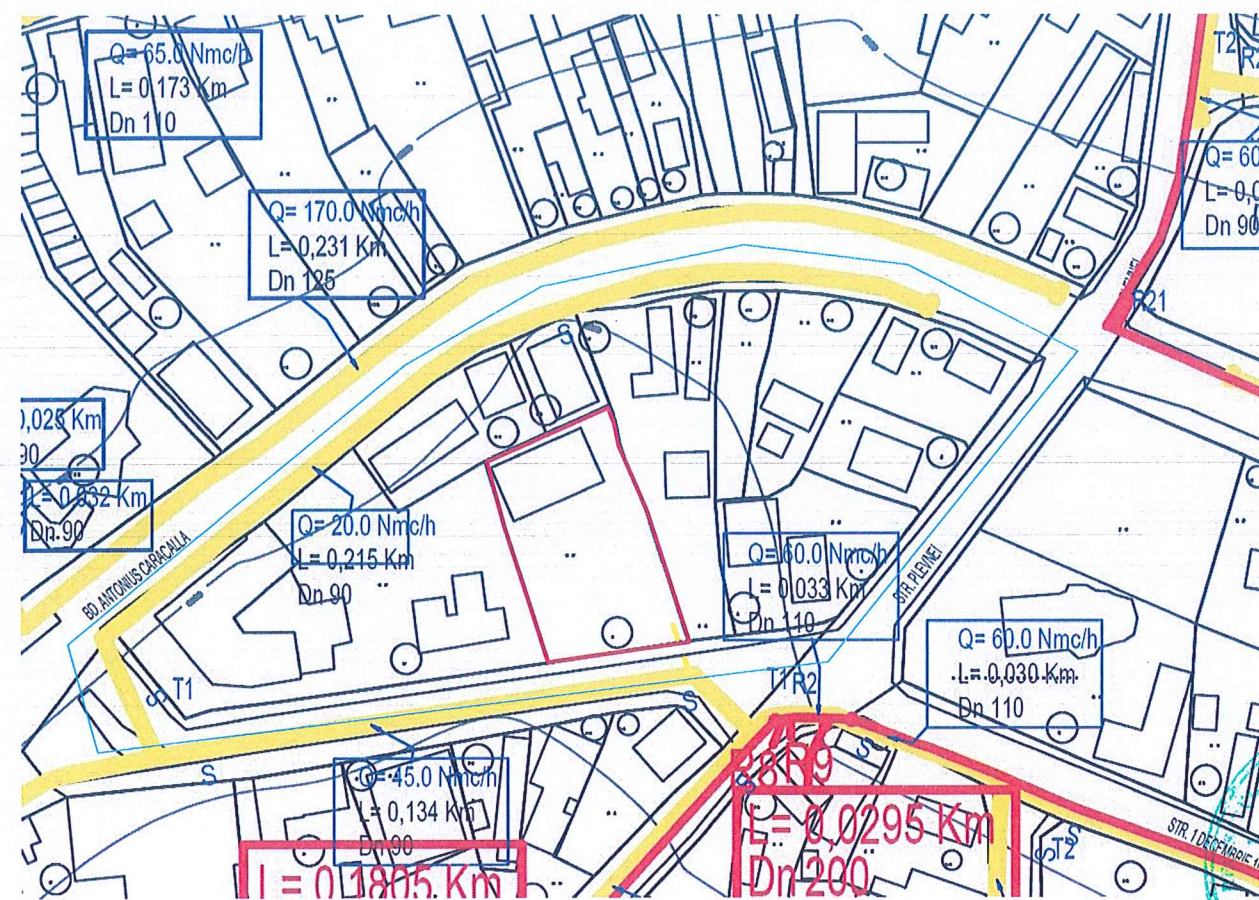 Q= 65.0 Nmc/h
L= 0,173 Km
Dn 110
T2
Q= 170.0 Nmc/h
L= 0,231 Km
Dn 125
Q= 60
Dn 90
R21
0,025 Km
90
L= 0,032 Km
Dn 90
BD. ANTONIUS CARACALLA
S
Q= 20.0 Nmc/h
L= 0,215 Km
Dn 90
Q= 60.0 Nmc/h
L= 0,033 Km
Dn 110
STR. PLEVNEI
Q= 60.0 Nmc/h
L= 0,030 Km
Dn 110
S T1
T1R2
S
S
S
Q= 45.0 Nmc/h
L= 0,134 Km
Dn 90
L= 0,0295 Km
Dn 200
L = 0,1805 Km
S
S T2
STR. 1 DECEMBRIE